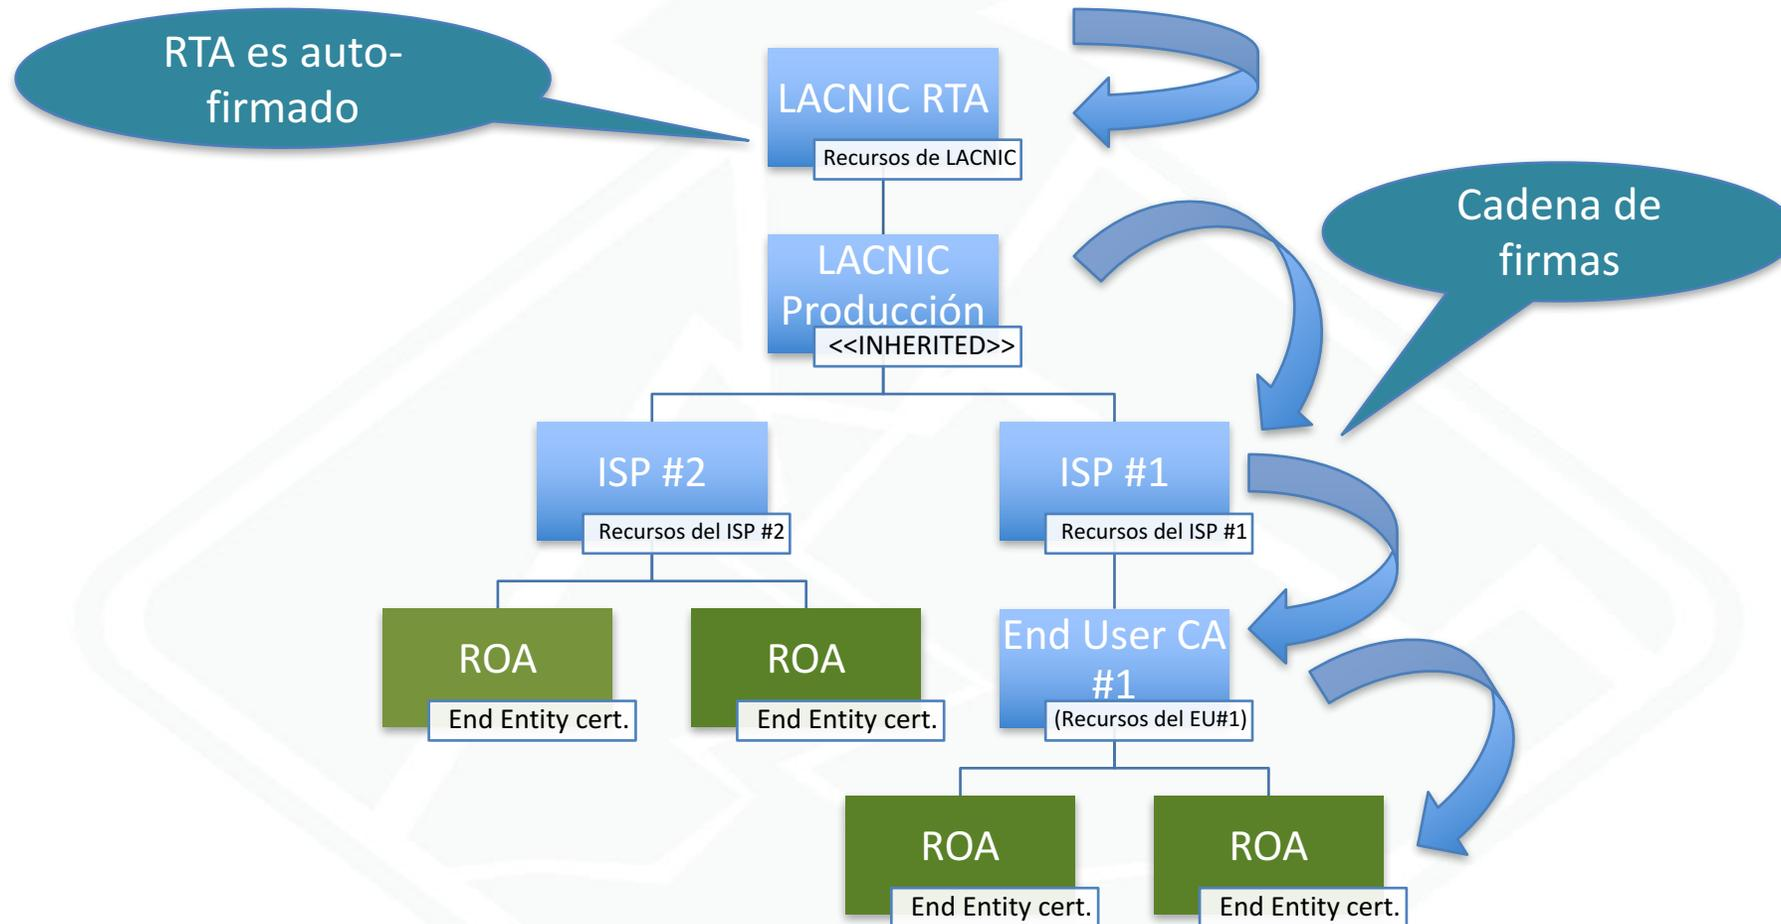 RTA es auto-
firmado
LACNIC RTA
Recursos de LACNIC
Cadena de
firmas
LACNIC
Producción
<<INHERITED>>
ISP #2
Recursos del ISP #2
ISP #1
Recursos del ISP #1
ROA
End Entity cert.
ROA
End Entity cert.
End User CA
#1
(Recursos del EU#1)
ROA
End Entity cert.
ROA
End Entity cert.